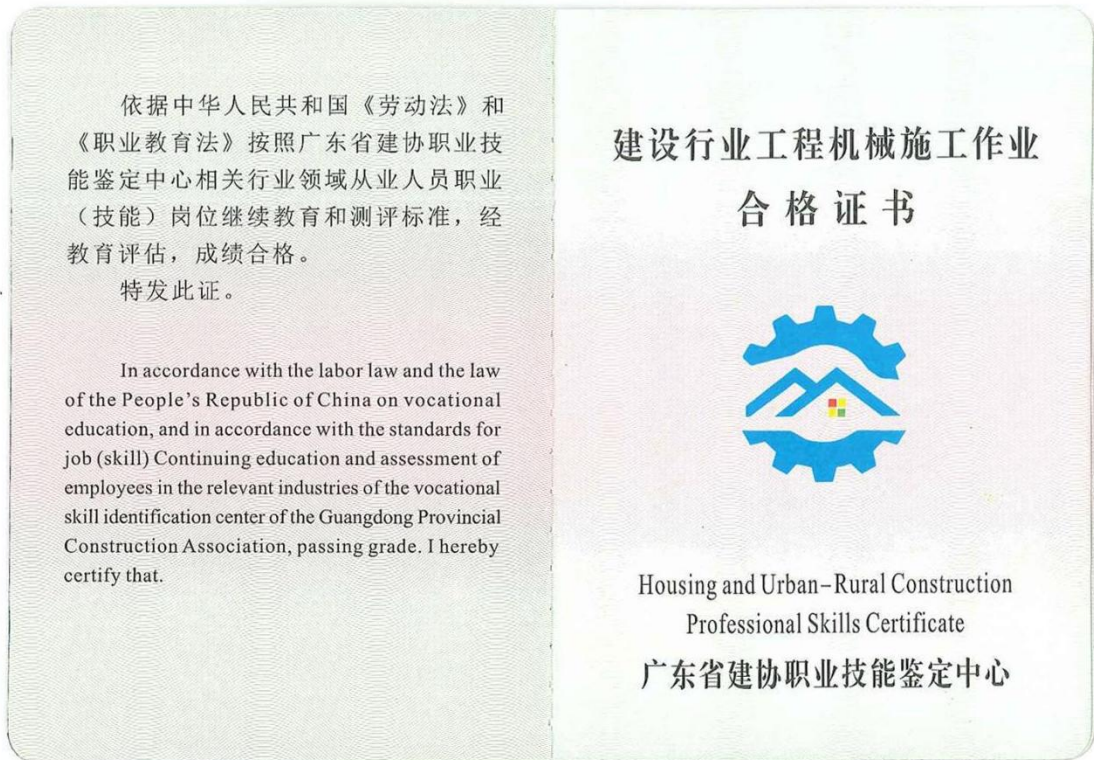 依据中华人民共和国《劳动法》和
《职业教育法》按照广东省建协职业技
能鉴定中心相关行业领域从业人员职业
（技能）岗位继续教育和测评标准，经
教育评估，成绩合格。
特发此证。
In accordance with the labor law and the law
of the People's Republic of China on vocational
education, and in accordance with the standards for
job (skill) Continuing education and assessment of
employees in the relevant industries of the vocational
skill identification center of the Guangdong Provincial
Construction Association, passing grade. I hereby
certify that.
建设行业工程机械施工作业
合格证书
Housing and Urban-Rural Construction
Professional Skills Certificate
广东省建协职业技能鉴定中心